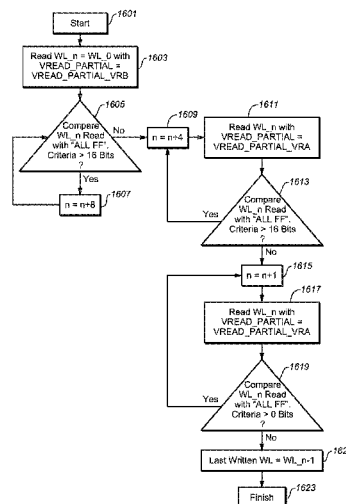 Start
1601
Read WL_n = WL_0 with
VREAD_PARTIAL =
VREAD_PARTIAL_VRB
1603
1605
Compare
WL_n Read
with "ALL FF".
Criteria > 16 Bits
?
No
Yes
n = n+8
1607
1609
n = n+4
1611
Read WL_n with
VREAD_PARTIAL =
VREAD_PARTIAL_VRA
1613
Compare
WL_n Read
with "ALL FF".
Criteria > 16 Bits
?
Yes
No
n = n+1
1615
1617
Read WL_n with
VREAD_PARTIAL =
VREAD_PARTIAL_VRA
1619
Compare
WL_n Read
with "ALL FF".
Criteria > 0 Bits
?
Yes
No
Last Written WL = WL_n-1
Finish
1623